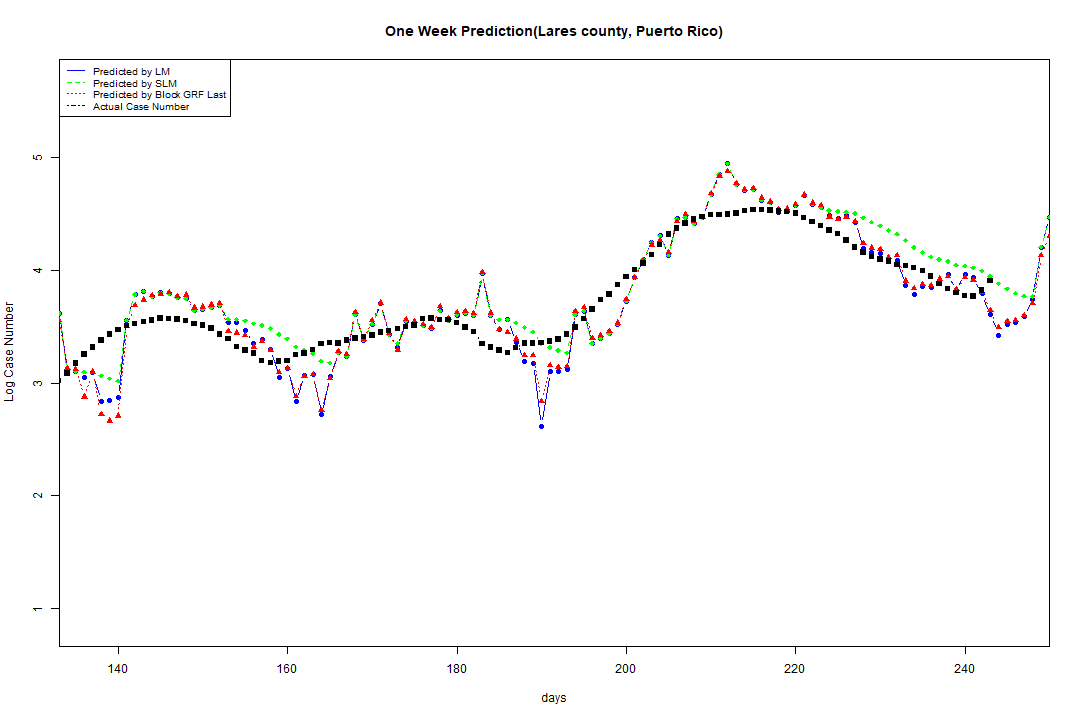 One Week Prediction(Lares county, Puerto Rico)
Predicted by LM
Predicted by SLM
Predicted by Block GRF Last
Actual Case Number
5
4
3
2
1
Log Case Number
140 160 180 200 220 240
days